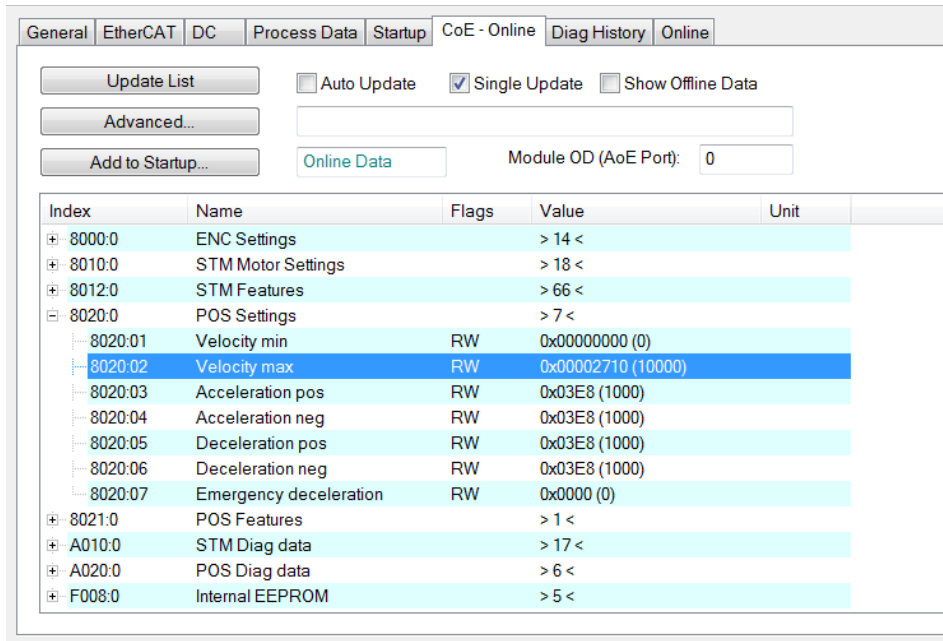 General EtherCAT DC Process Data Startup CoE - Online Diag History Online
Update List Auto Update Single Update Show Offline Data
Advanced...
Add to Startup... Online Data Module OD (AoE Port): 0
Index Name Flags Value Unit
8000:0 ENC Settings > 14 <
8010:0 STM Motor Settings > 18 <
8012:0 STM Features > 66 <
8020:0 POS Settings > 7 <
8020:01 Velocity min RW 0x00000000 (0)
8020:02 Velocity max RW 0x00002710 (10000)
8020:03 Acceleration pos RW 0x03E8 (1000)
8020:04 Acceleration neg RW 0x03E8 (1000)
8020:05 Deceleration pos RW 0x03E8 (1000)
8020:06 Deceleration neg RW 0x03E8 (1000)
8020:07 Emergency deceleration RW 0x0000 (0)
8021:0 POS Features > 1 <
A010:0 STM Diag data > 17 <
A020:0 POS Diag data > 6 <
F008:0 Internal EEPROM > 5 <